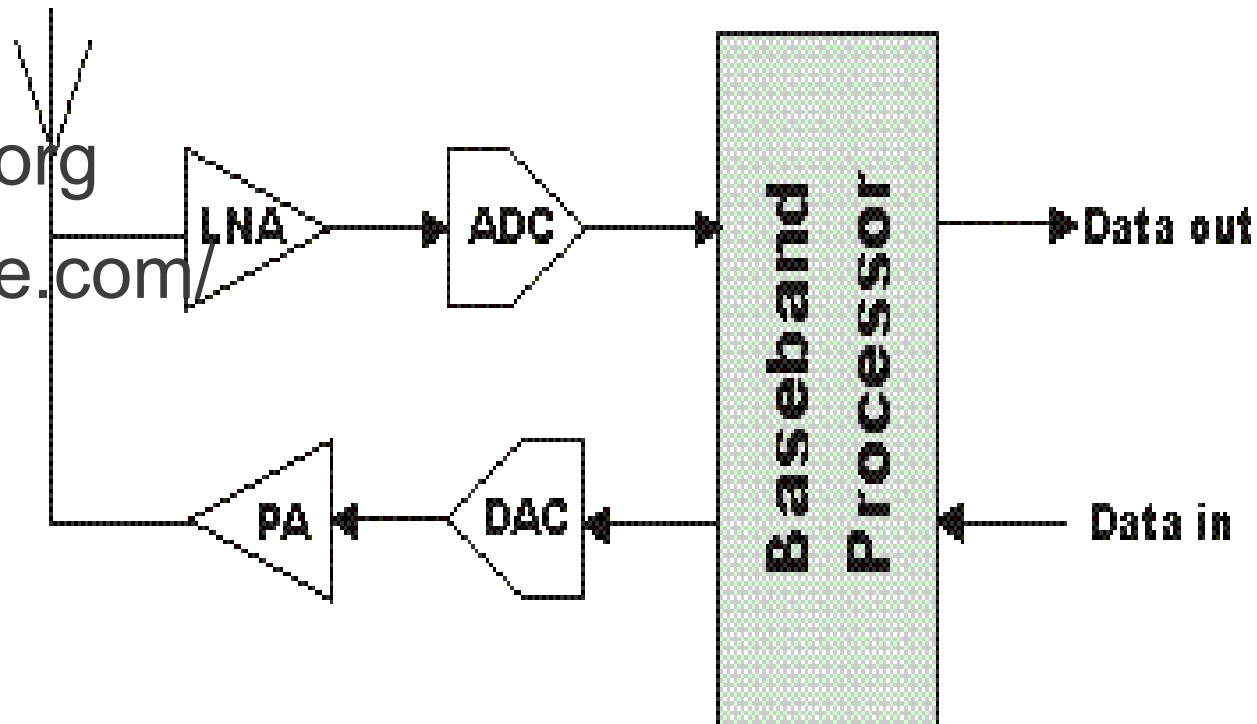 org
e.com/
LNA
ADC
Baseband
Processor
Data out
PA
DAC
Data in